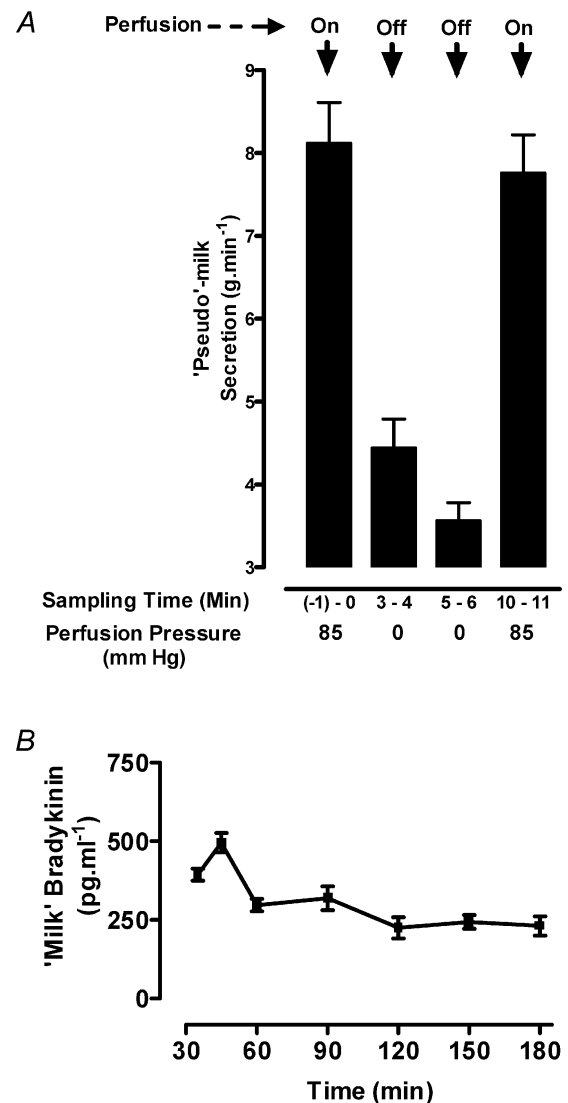 A
Perfusion
On Off Off On
9
8
7
6
5
4
3
'Pseudo'-milk
Secretion (g.min-1)
Sampling Time (Min) (-1) - 0 3 - 4 5 - 6 10 - 11
Perfusion Pressure 85 0 0 85
(mm Hg)
B
'Milk' Bradykinin
(pg.ml-1)
750
500
250
0
30 60 90 120 150 180
Time (min)